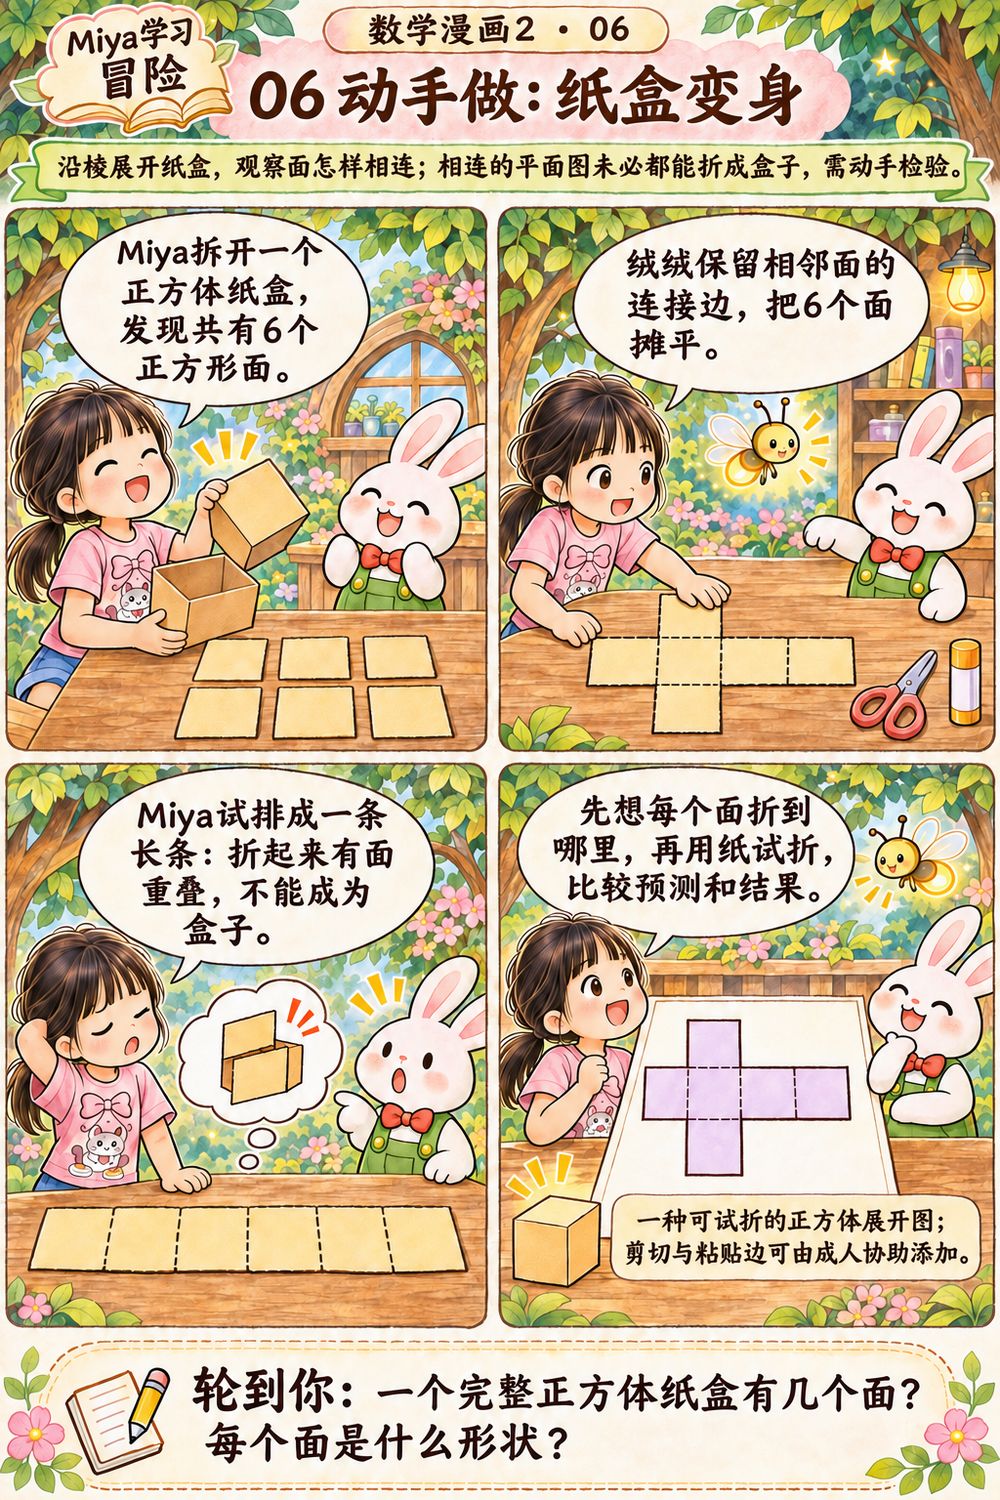 Miya学习
冒险
数学漫画2 · 06
06 动手做：纸盒变身
沿棱展开纸盒，观察面怎样相连；相连的平面图未必都能折成盒子，需动手检验。
Miya拆开一个
正方体纸盒，
发现共有6个
正方形面。
绒绒保留相邻面的
连接边，把6个面
摊平。
Miya试排成一条
长条：折起来有面
重叠，不能成为
盒子。
先想每个面折到
哪里，再用纸试折，
比较预测和结果。
一种可试折的正方体展开图；
剪切与粘贴边可由成人协助添加。
轮到你：一个完整正方体纸盒有几个面？
每个面是什么形状？